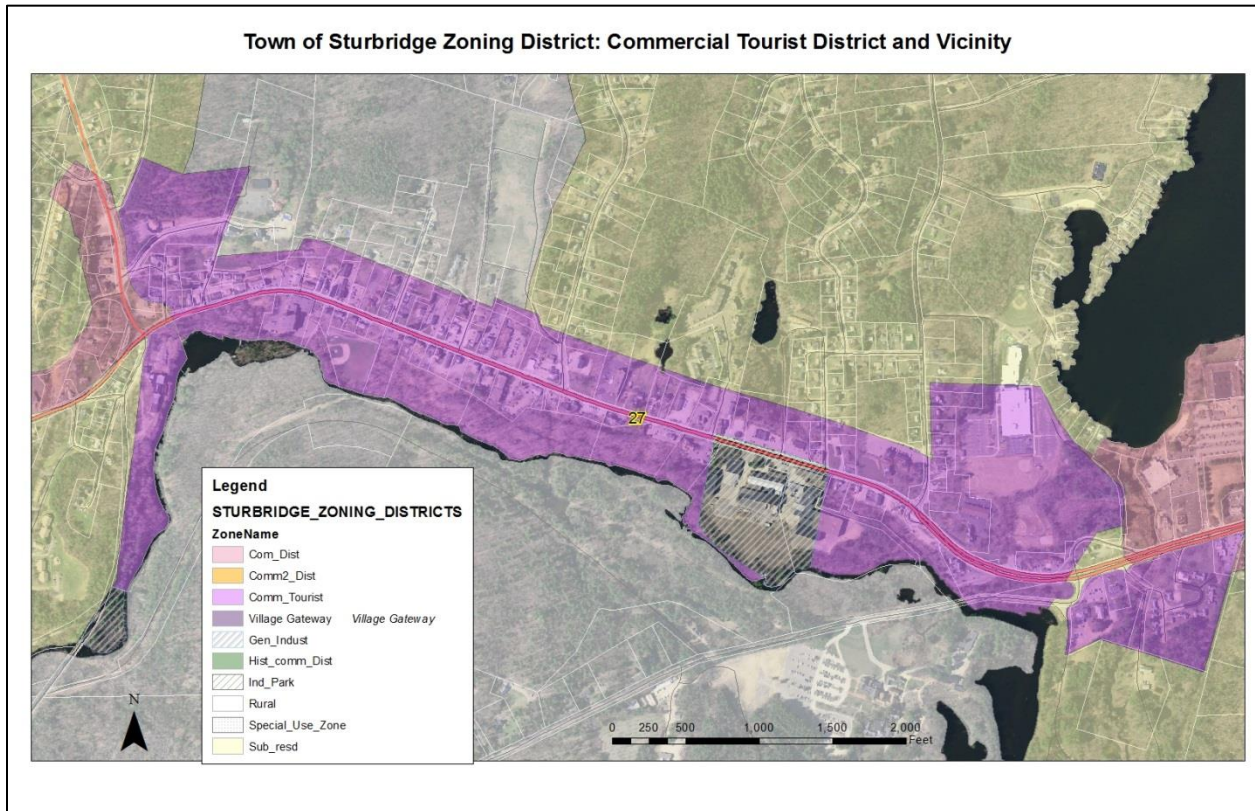 Town of Sturbridge Zoning District: Commercial Tourist District and Vicinity
27
Legend
STURBRIDGE_ZONING_DISTRICTS
ZoneName
Com_Dist
Comm2_Dist
Comm_Tourist
Village Gateway Village Gateway
Gen_Indust
Hist_comm_Dist
Ind_Park
Rural
Special_Use_Zone
Sub_resd
N
0 250 500 1,000 1,500 2,000
Feet